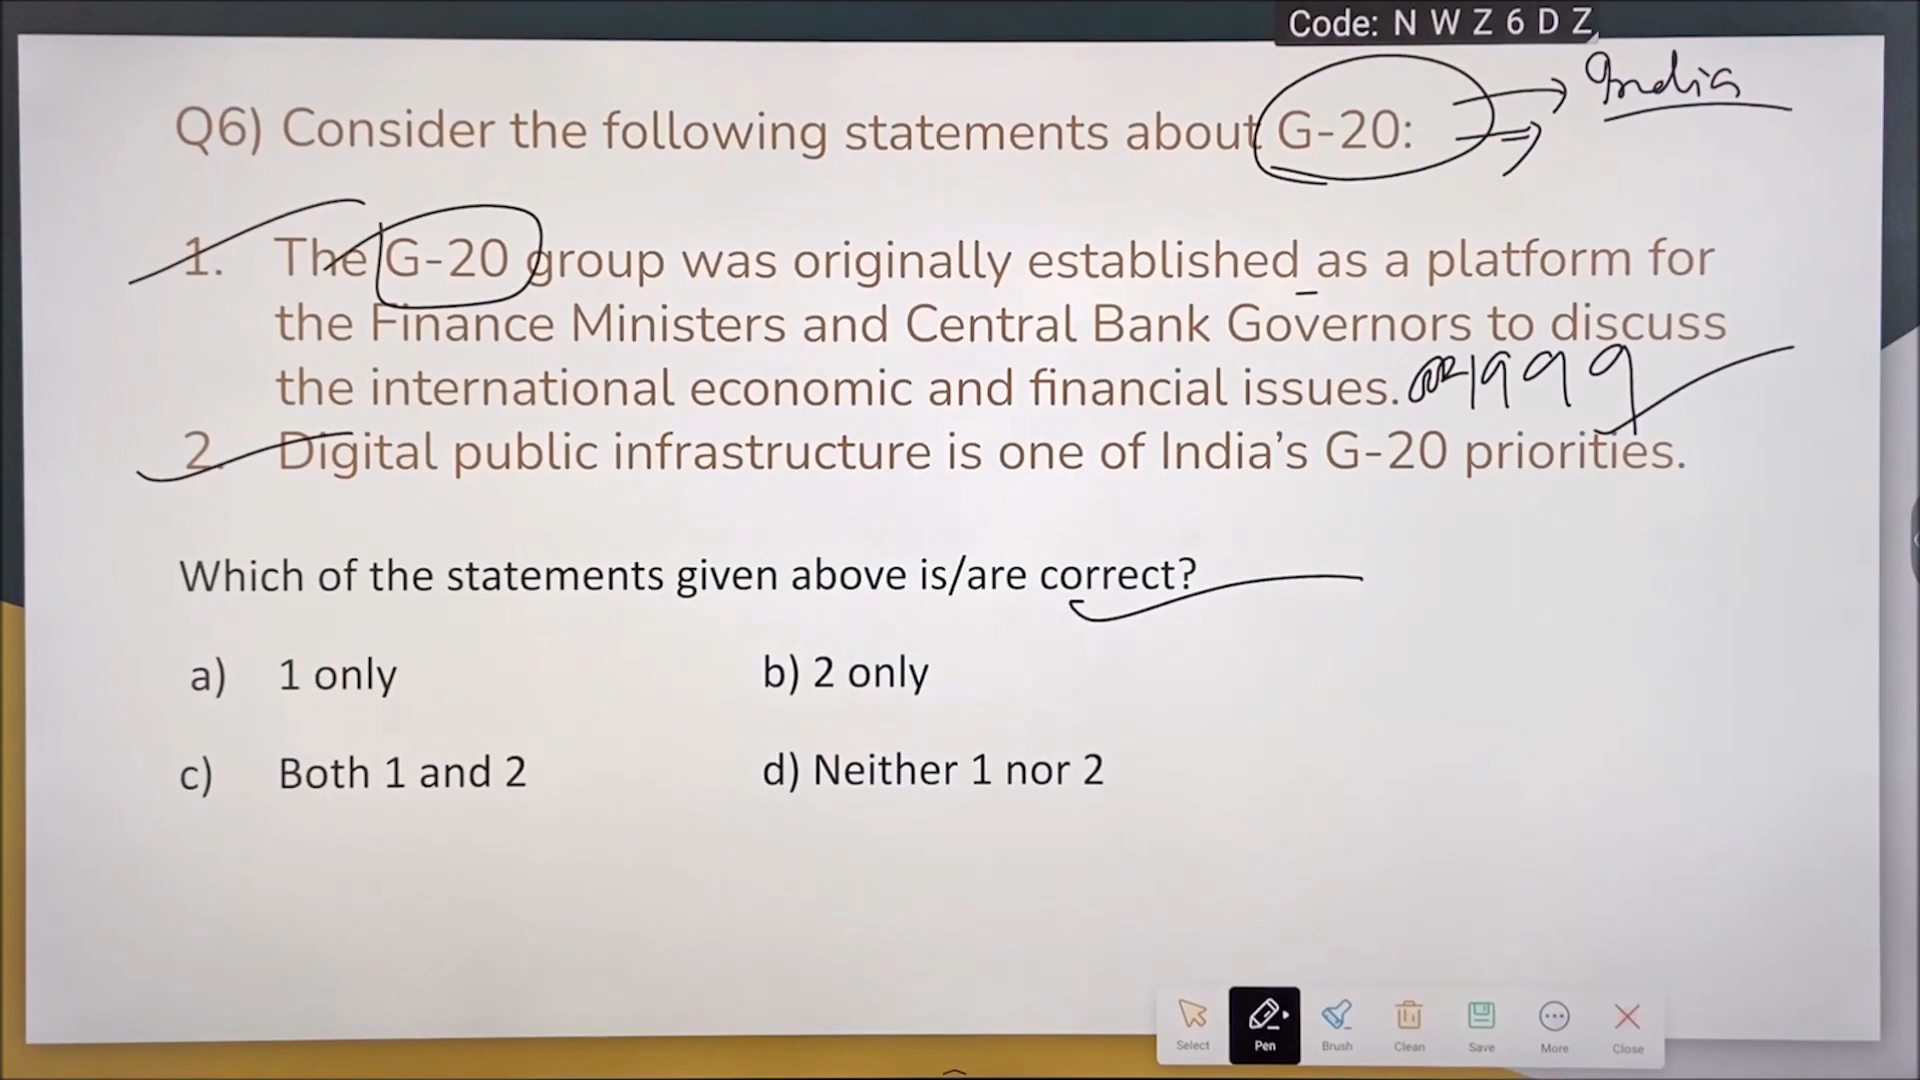 Code: N W Z 6 D Z
India
Q6) Consider the following statements about G-20:
1. The G-20 group was originally established as a platform for
the Finance Ministers and Central Bank Governors to discuss
the international economic and financial issues. 1999
2. Digital public infrastructure is one of India's G-20 priorities.
Which of the statements given above is/are correct?
a) 1 only b) 2 only
c) Both 1 and 2 d) Neither 1 nor 2
Select Pen Brush Clean Save More Close